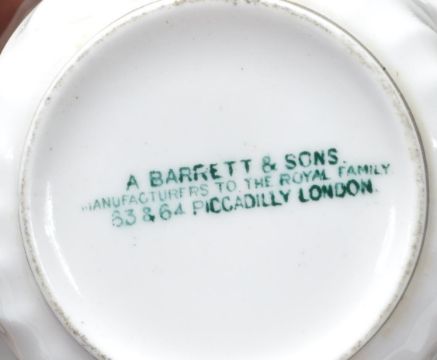 A BARRETT & SONS.
MANUFACTURERS TO THE ROYAL FAMILY
63 & 64 PICCADILLY LONDON.